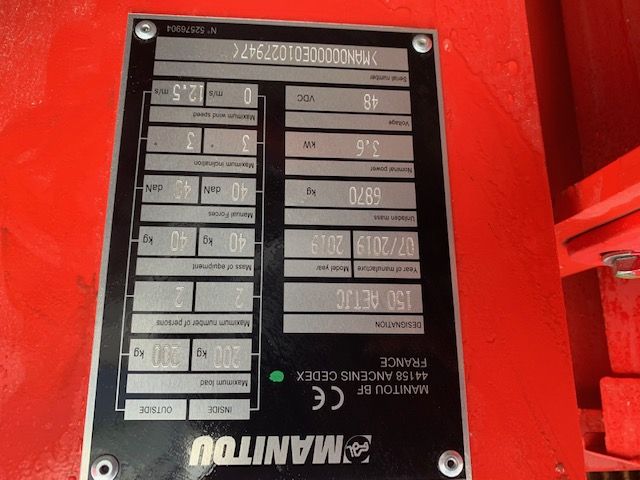 MANITOU
MANITOU BF
44158 ANCENIS CEDEX
FRANCE
CE
DESIGNATION
150 AETJC
Year of manufacture
Model year
07/2019
2019
Unladen mass
6870 kg
Nominal power
3,6 kW
Voltage
48 VDC
INSIDE
OUTSIDE
Maximum load
200 kg
200 kg
Maximum number of persons
2
2
Mass of equipment
40 kg
40 kg
Manual Forces
40 daN
40 daN
Maximum inclination
3 °
3 °
Maximum wind speed
0 m/s
12.5 m/s
Serial number
>MAN00000E01027947<
N° 52576904